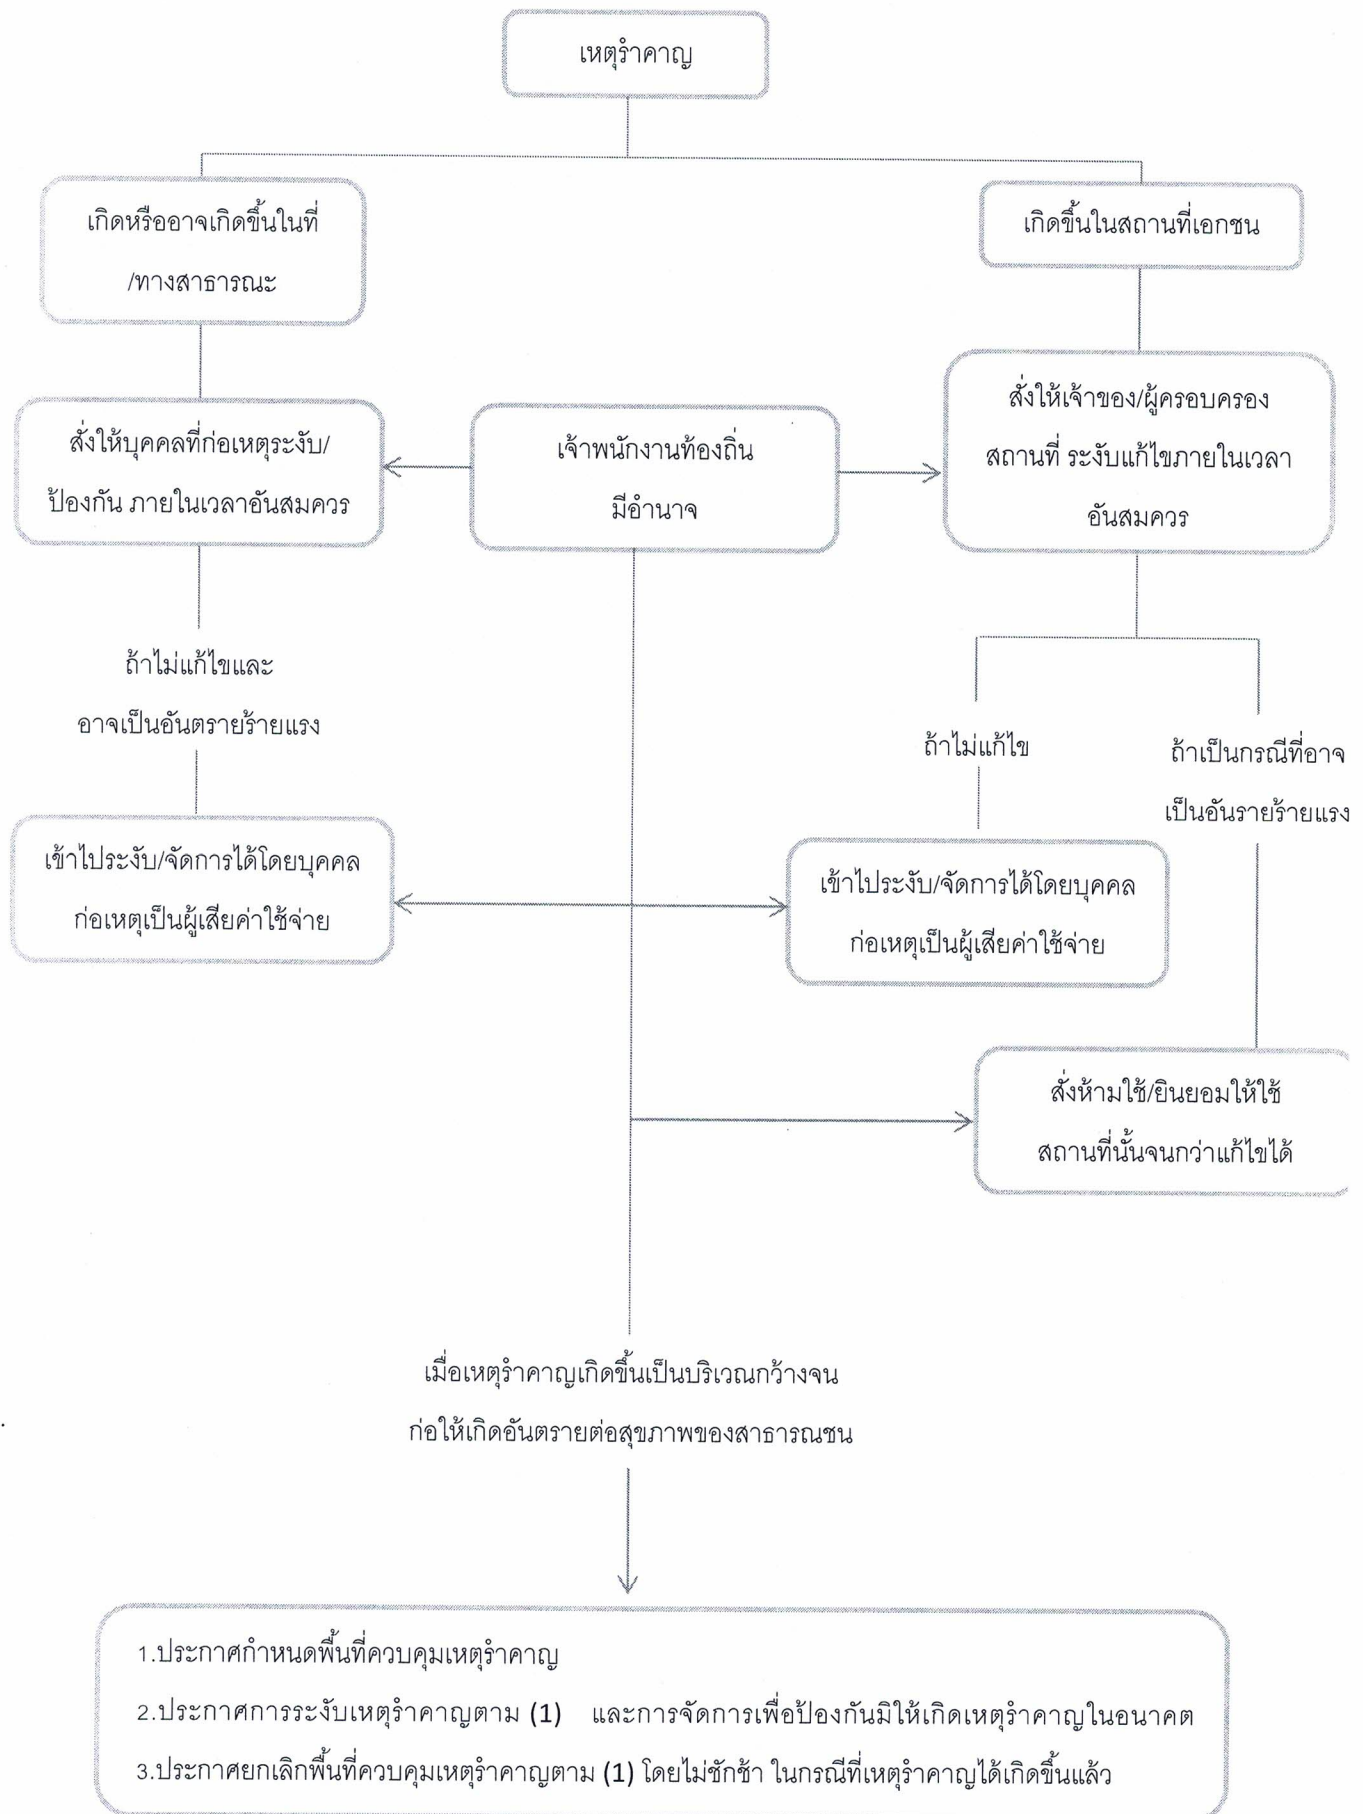 เหตุรำคาญ
เกิดหรืออาจเกิดขึ้นในที่
/ทางสาธารณะ
เกิดขึ้นในสถานที่เอกชน
สั่งให้บุคคลที่ก่อเหตุระงับ/
ป้องกัน ภายในเวลาอันสมควร
เจ้าพนักงานท้องถิ่น
มีอำนาจ
สั่งให้เจ้าของ/ผู้ครอบครอง
สถานที่ ระงับแก้ไขภายในเวลา
อันสมควร
ถ้าไม่แก้ไขและ
อาจเป็นอันตรายร้ายแรง
ถ้าไม่แก้ไข
ถ้าเป็นกรณีที่อาจ
เป็นอันรายร้ายแรง
เข้าไประงับ/จัดการได้โดยบุคคล
ก่อเหตุเป็นผู้เสียค่าใช้จ่าย
เข้าไประงับ/จัดการได้โดยบุคคล
ก่อเหตุเป็นผู้เสียค่าใช้จ่าย
สั่งห้ามใช้/ยินยอมให้ใช้
สถานที่นั้นจนกว่าแก้ไขได้
เมื่อเหตุรำคาญเกิดขึ้นเป็นบริเวณกว้างจน
ก่อให้เกิดอันตรายต่อสุขภาพของสาธารณชน
1.ประกาศกำหนดพื้นที่ควบคุมเหตุรำคาญ
2.ประกาศการระงับเหตุรำคาญตาม (1) และการจัดการเพื่อป้องกันมิให้เกิดเหตุรำคาญในอนาคต
3.ประกาศยกเลิกพื้นที่ควบคุมเหตุรำคาญตาม (1) โดยไม่ชักช้า ในกรณีที่เหตุรำคาญได้เกิดขึ้นแล้ว